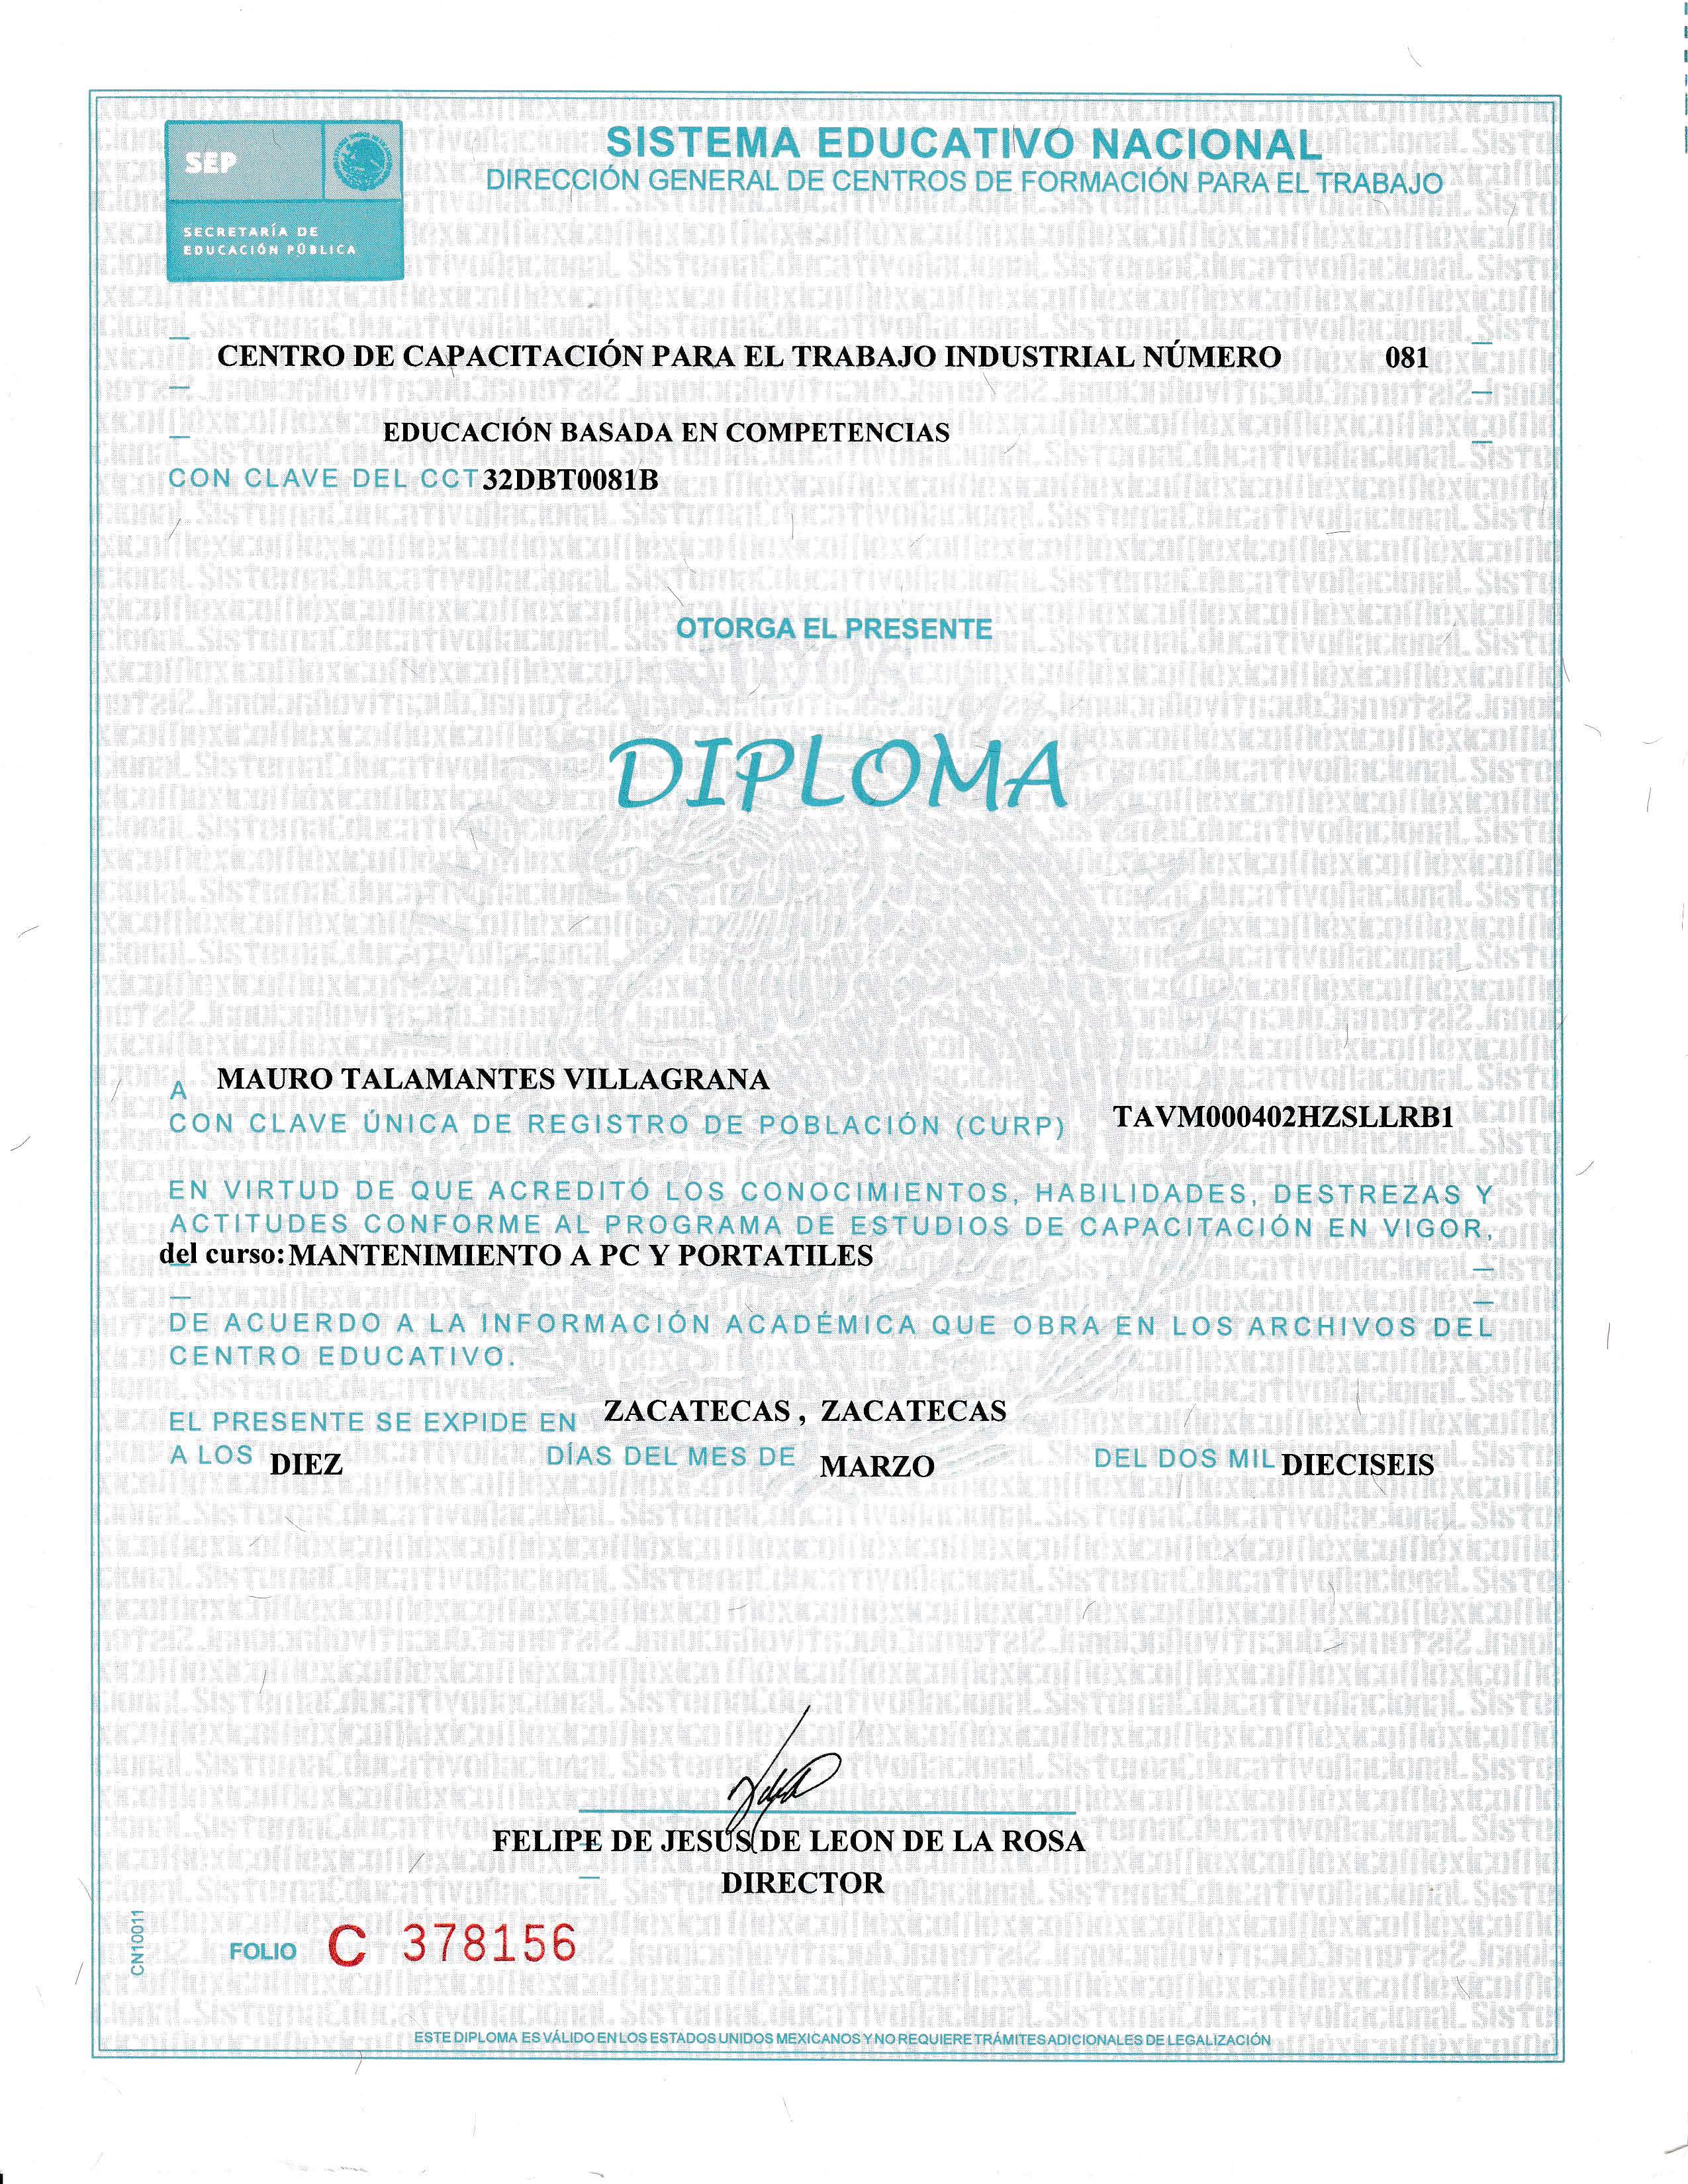 SEP
SECRETARÍA DE
EDUCACIÓN PÚBLICA
SISTEMA EDUCATIVO NACIONAL
DIRECCIÓN GENERAL DE CENTROS DE FORMACIÓN PARA EL TRABAJO
CENTRO DE CAPACITACIÓN PARA EL TRABAJO INDUSTRIAL NÚMERO 081
EDUCACIÓN BASADA EN COMPETENCIAS
CON CLAVE DEL CCT 32DBT0081B
OTORGA EL PRESENTE
DIPLOMA
A MAURO TALAMANTES VILLAGRANA
CON CLAVE ÚNICA DE REGISTRO DE POBLACIÓN (CURP) TAVM000402HZSLLRB1
EN VIRTUD DE QUE ACREDITÓ LOS CONOCIMIENTOS, HABILIDADES, DESTREZAS Y
ACTITUDES CONFORME AL PROGRAMA DE ESTUDIOS DE CAPACITACIÓN EN VIGOR,
del curso: MANTENIMIENTO A PC Y PORTATILES
DE ACUERDO A LA INFORMACIÓN ACADÉMICA QUE OBRA EN LOS ARCHIVOS DEL
CENTRO EDUCATIVO.
EL PRESENTE SE EXPIDE EN ZACATECAS , ZACATECAS
A LOS DIEZ DÍAS DEL MES DE MARZO DEL DOS MIL DIECISEIS
FELIPE DE JESÚS DE LEON DE LA ROSA
DIRECTOR
CN10011
FOLIO C 378156
ESTE DIPLOMA ES VÁLIDO EN LOS ESTADOS UNIDOS MEXICANOS Y NO REQUIERE TRÁMITES ADICIONALES DE LEGALIZACIÓN